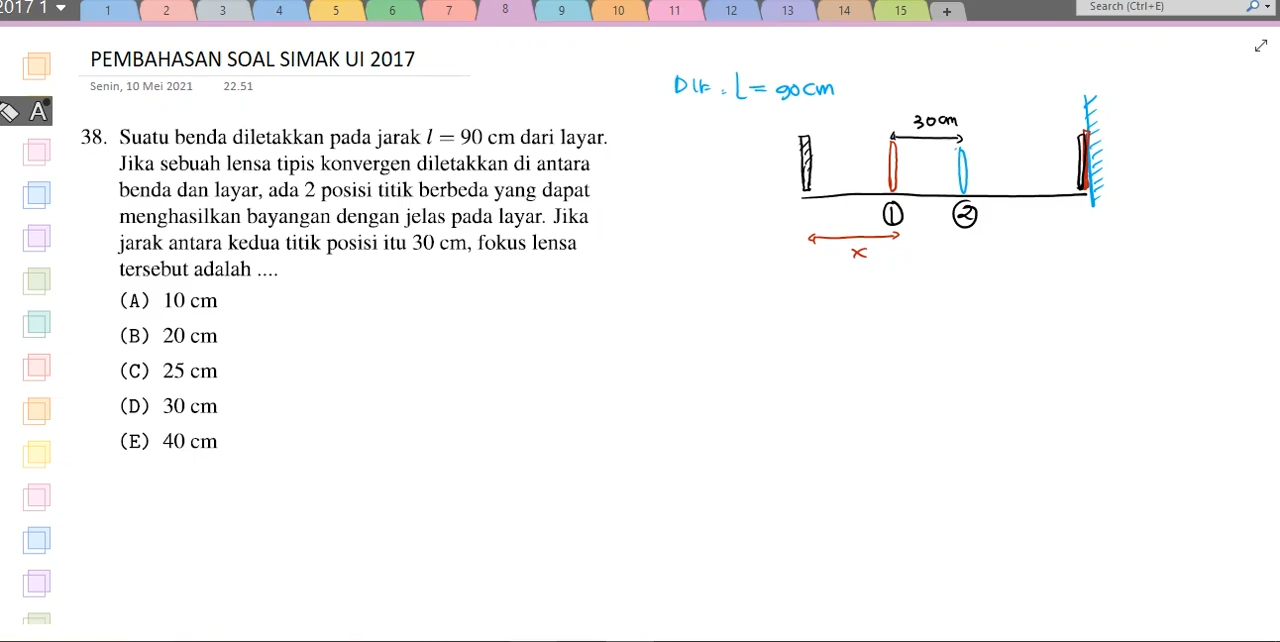 2017 1
1 2 3 4 5 6 7 8 9 10 11 12 13 14 15 +
Search (Ctrl+E)
PEMBAHASAN SOAL SIMAK UI 2017
Senin, 10 Mei 2021 22.51
A
38. Suatu benda diletakkan pada jarak l = 90 cm dari layar.
Jika sebuah lensa tipis konvergen diletakkan di antara
benda dan layar, ada 2 posisi titik berbeda yang dapat
menghasilkan bayangan dengan jelas pada layar. Jika
jarak antara kedua titik posisi itu 30 cm, fokus lensa
tersebut adalah ....
(A) 10 cm
(B) 20 cm
(C) 25 cm
(D) 30 cm
(E) 40 cm
Dik : L = 90 cm
30 cm
1 2
x